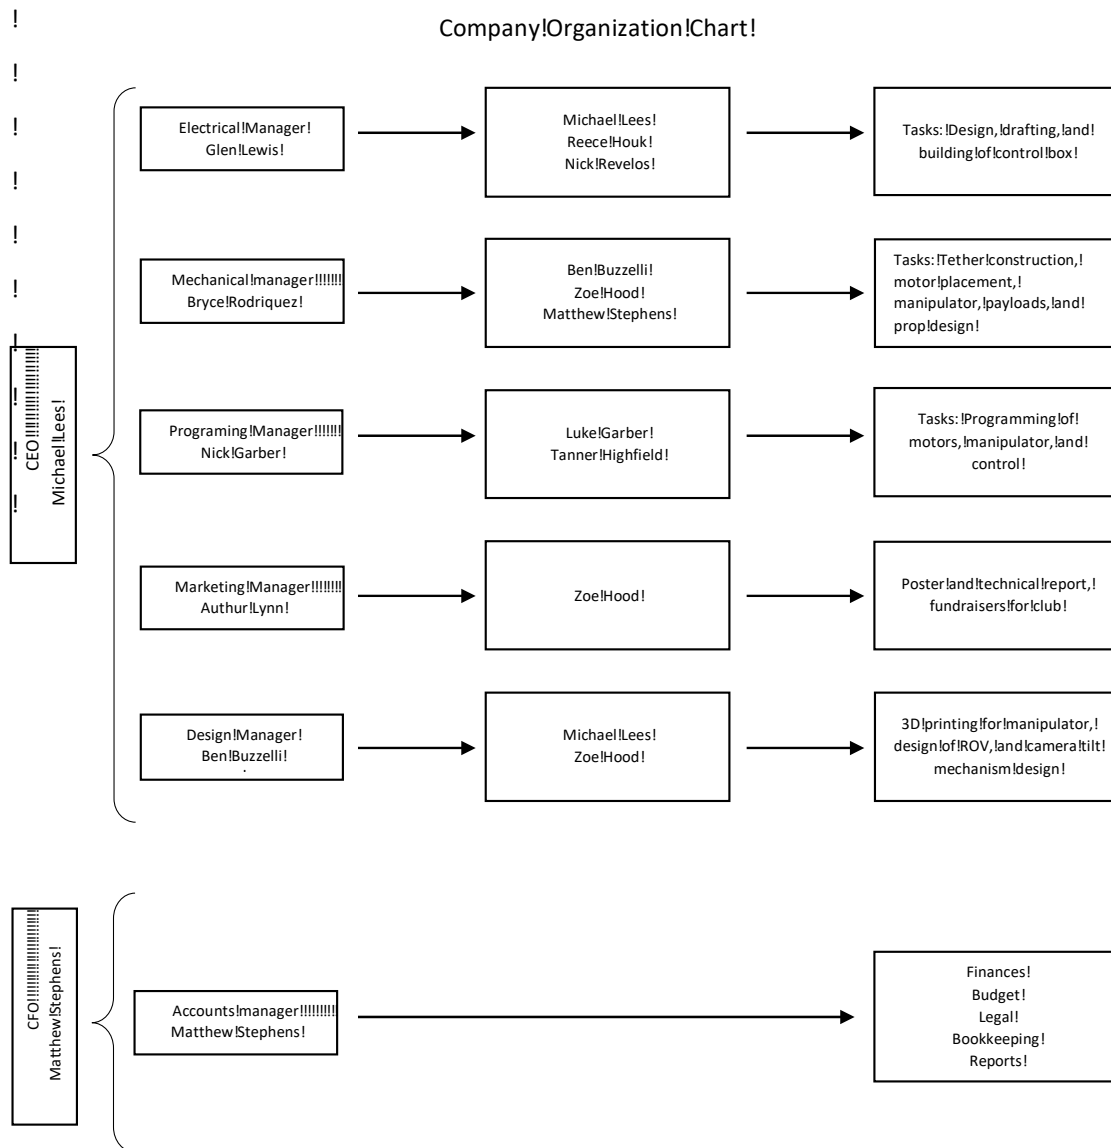 !
Company!Organization!Chart!
!
!
!
!
!
!
!
!
!
CEO!!!!!!!!!!!!!!!!!!!!!!!!
Michael!Lees!
Electrical!Manager!
Glen!Lewis!
Michael!Lees!
Reece!Houk!
Nick!Revelos!
Tasks:!Design,!drafting,!and!
building!of!control!box!
Mechanical!manager!!!!!!!
Bryce!Rodriquez!
Ben!Buzzelli!
Zoe!Hood!
Matthew!Stephens!
Tasks:!Tether!construction,!
motor!placement,!
manipulator,!payloads,!and!
prop!design!
Programing!Manager!!!!!!!
Nick!Garber!
Luke!Garber!
Tanner!Highfield!
Tasks:!Programming!of!
motors,!manipulator,!and!
control!
Marketing!Manager!!!!!!!!
Authur!Lynn!
Zoe!Hood!
Poster!and!technical!report,!
fundraisers!for!club!
Design!Manager!
Ben!Buzzelli!
.
Michael!Lees!
Zoe!Hood!
3D!printing!for!manipulator,!
design!of!ROV,!and!camera!tilt!
mechanism!design!
CFO!!!!!!!!!!!!!!!!!!!!!!!!
Matthew!Stephens!
Accounts!manager!!!!!!!!!!
Matthew!Stephens!
Finances!
Budget!
Legal!
Bookkeeping!
Reports!